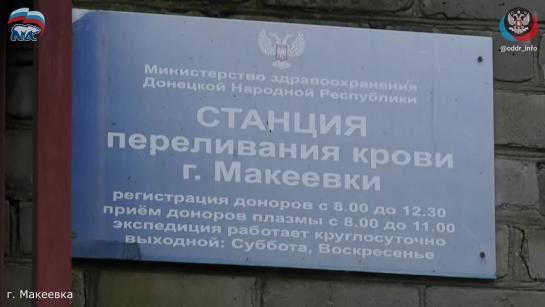 @oddr_info
Министерство здравоохранения
Донецкой Народной Республики
СТАНЦИЯ
переливания крови
г. Макеевки
регистрация доноров с 8.00 до 12.30
приём доноров плазмы с 8.00 до 11.00
экспедиция работает круглосуточно
выходной: Суббота, Воскресенье
г. Макеевка